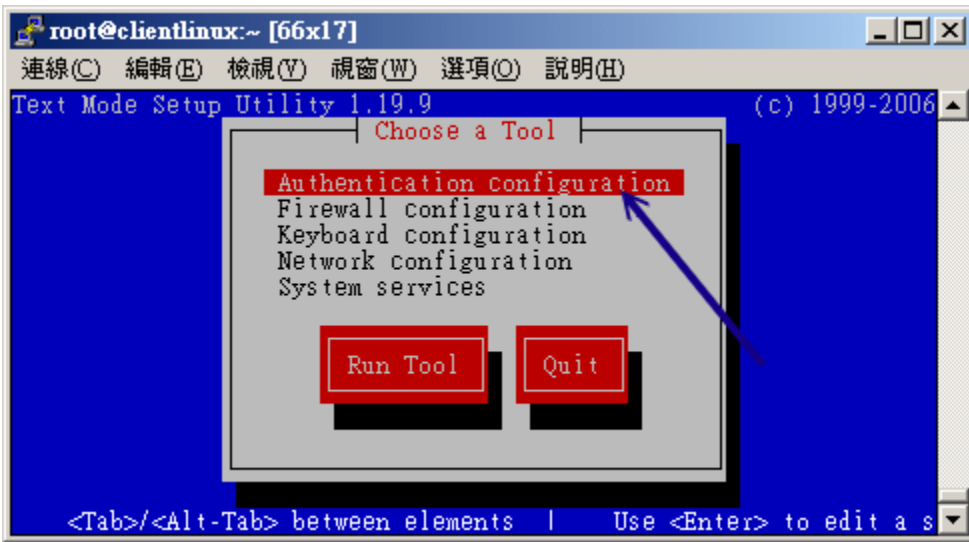 root@clientlinux:~ [66x17]
連線(C) 編輯(E) 檢視(V) 視窗(W) 選項(O) 說明(H)
Text Mode Setup Utility 1.19.9 (c) 1999-2006
Choose a Tool
Authentication configuration
Firewall configuration
Keyboard configuration
Network configuration
System services
Run Tool Quit
<Tab>/<Alt-Tab> between elements | Use <Enter> to edit a s